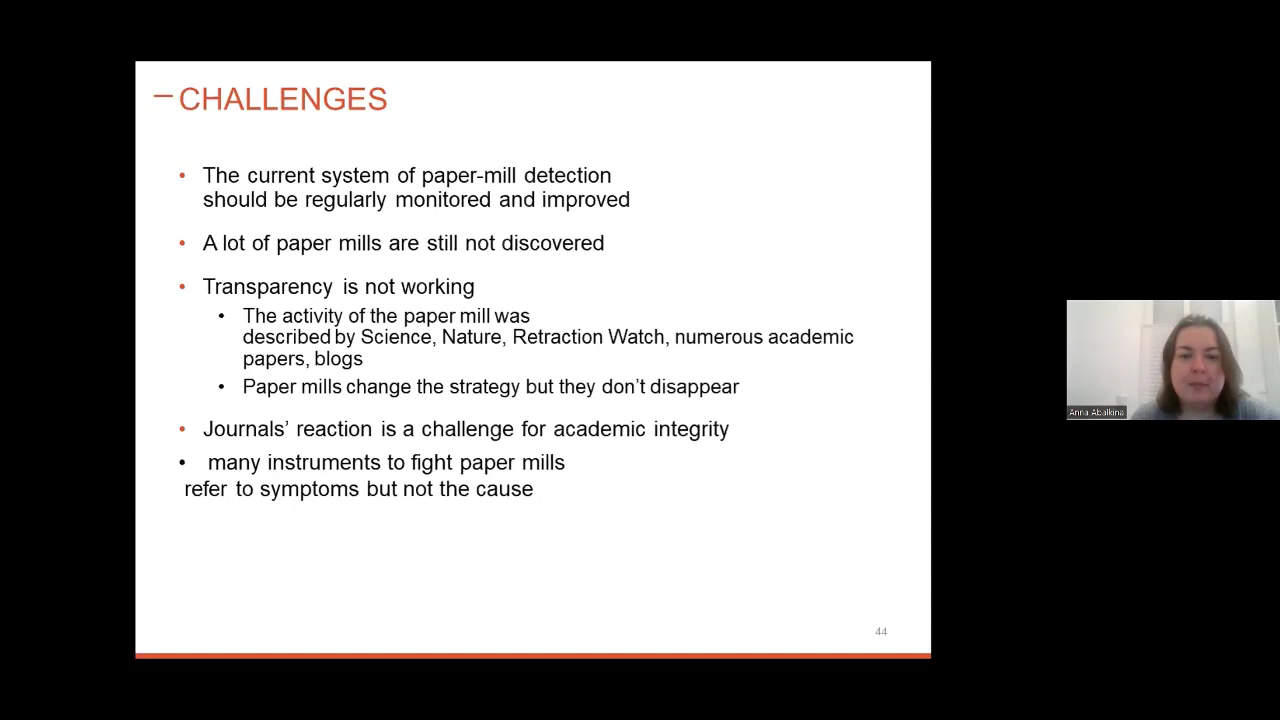 – CHALLENGES
• The current system of paper-mill detection
should be regularly monitored and improved
• A lot of paper mills are still not discovered
• Transparency is not working
• The activity of the paper mill was
described by Science, Nature, Retraction Watch, numerous academic
papers, blogs
• Paper mills change the strategy but they don’t disappear
• Journals’ reaction is a challenge for academic integrity
• many instruments to fight paper mills
refer to symptoms but not the cause
44
Anna Abalkina